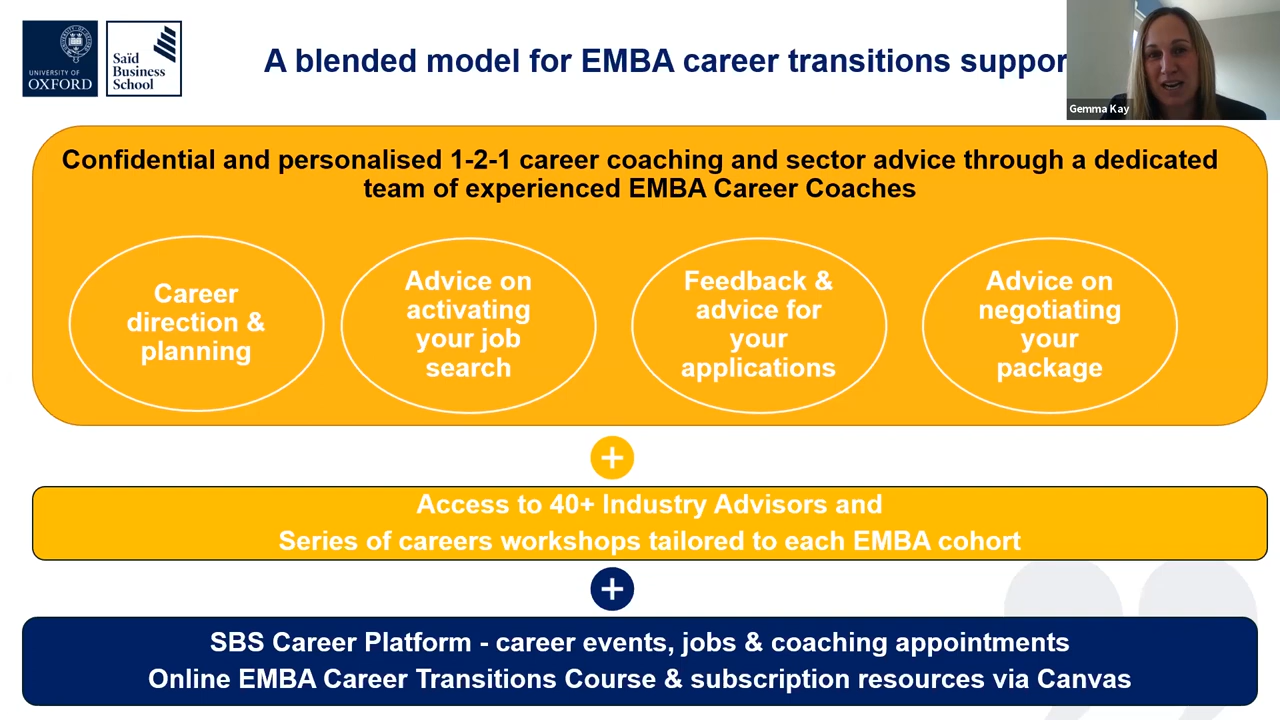 UNIVERSITY OF
OXFORD
Saïd
Business
School
A blended model for EMBA career transitions suppor
Gemma Kay
Confidential and personalised 1-2-1 career coaching and sector advice through a dedicated
team of experienced EMBA Career Coaches
Career
direction &
planning
Advice on
activating
your job
search
Feedback &
advice for
your
applications
Advice on
negotiating
your
package
Access to 40+ Industry Advisors and
Series of careers workshops tailored to each EMBA cohort
SBS Career Platform - career events, jobs & coaching appointments
Online EMBA Career Transitions Course & subscription resources via Canvas